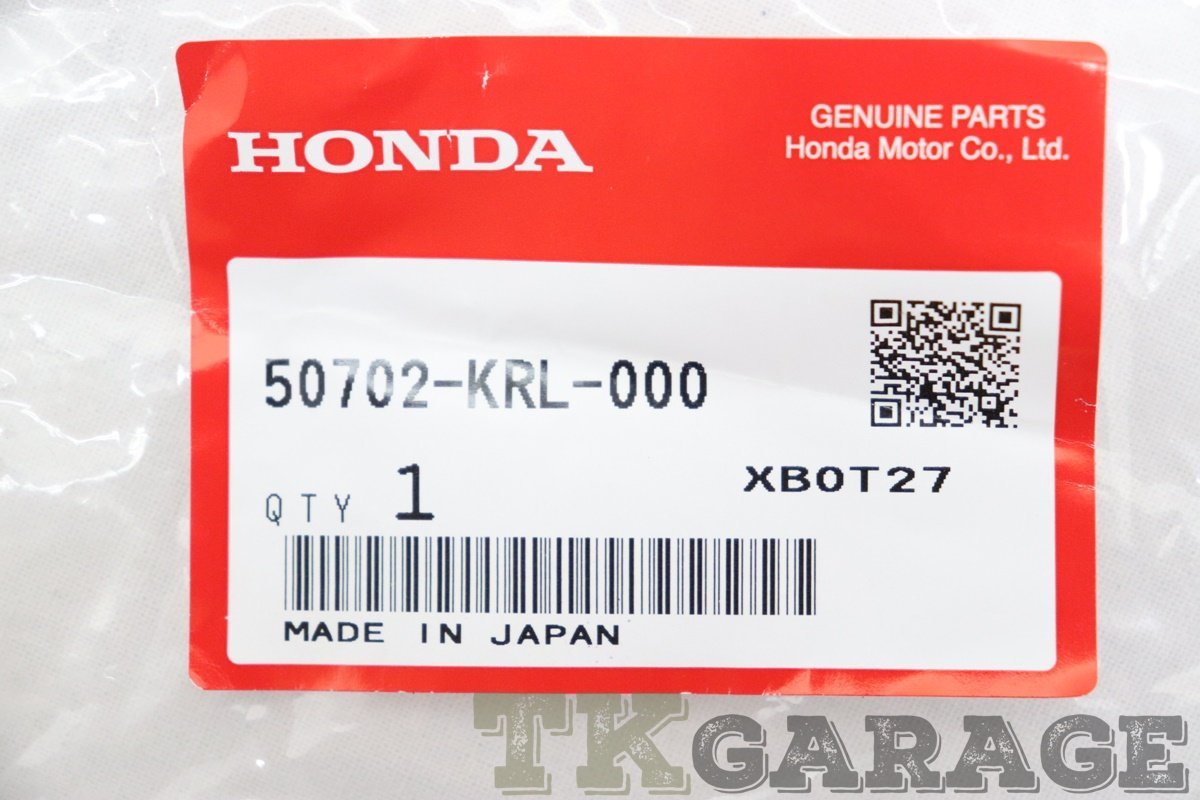 HONDA
GENUINE PARTS
Honda Motor Co., Ltd.
50702-KRL-000
QTY 1
XB0T27
MADE IN JAPAN
TKGARAGE